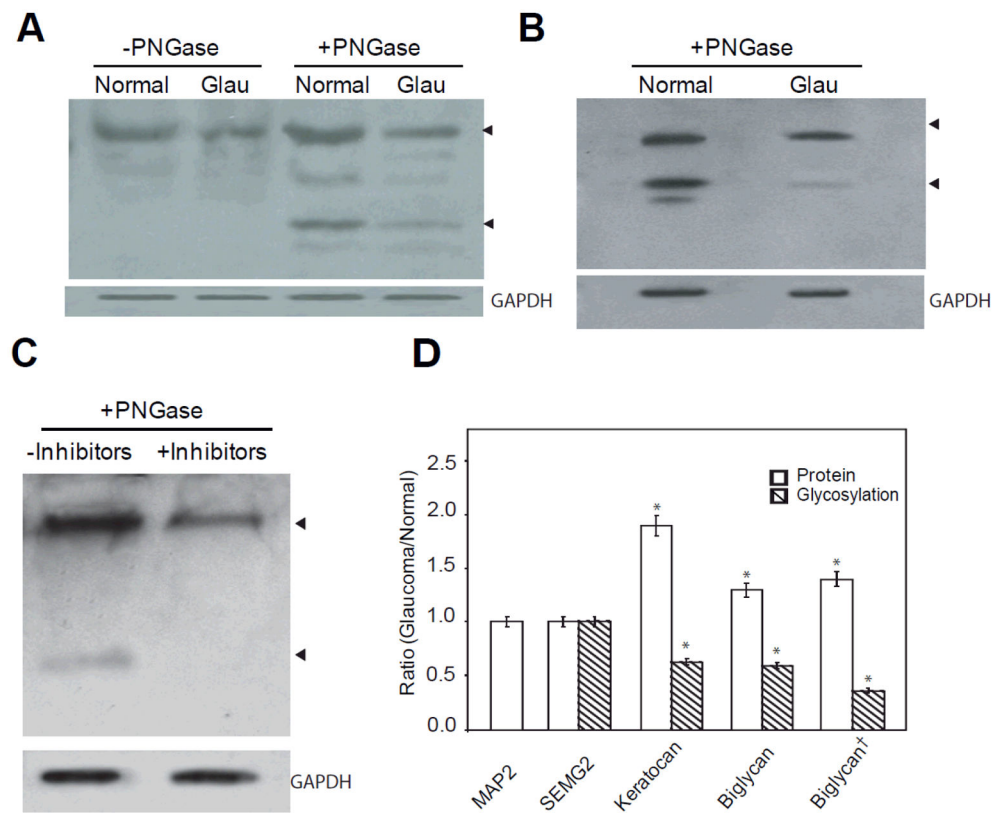 A
-PNGase +PNGase
Normal Glau Normal Glau
GAPDH
B
+PNGase
Normal Glau
GAPDH
C
+PNGase
-Inhibitors +Inhibitors
GAPDH
D
Ratio (Glaucoma/Normal)
2.5
2.0
1.5
1.0
0.5
0.0
Protein
Glycosylation
* * * * * *
MAP2 SEMG2 Keratocan Biglycan Biglycan†